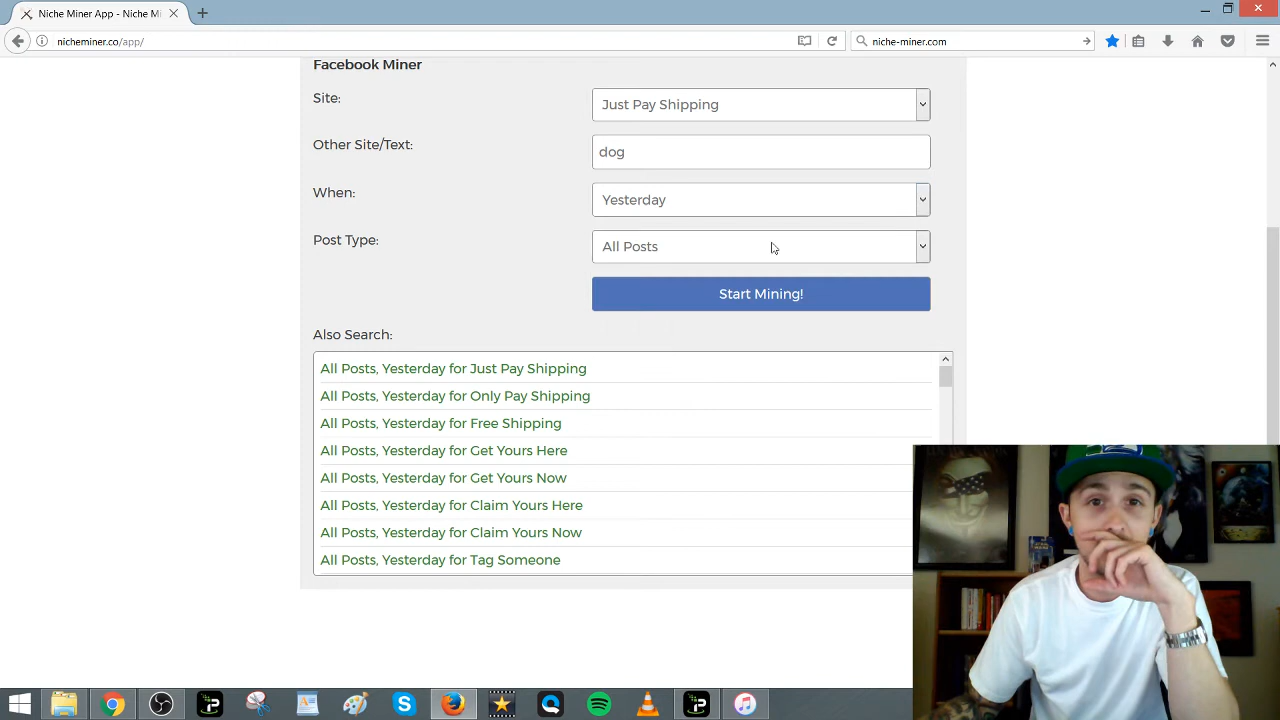 Niche Miner App - Niche Mi
nicheminer.co/app/
niche-miner.com
Facebook Miner
Site:
Just Pay Shipping
Other Site/Text:
dog
When:
Yesterday
Post Type:
All Posts
Start Mining!
Also Search:
All Posts, Yesterday for Just Pay Shipping
All Posts, Yesterday for Only Pay Shipping
All Posts, Yesterday for Free Shipping
All Posts, Yesterday for Get Yours Here
All Posts, Yesterday for Get Yours Now
All Posts, Yesterday for Claim Yours Here
All Posts, Yesterday for Claim Yours Now
All Posts, Yesterday for Tag Someone